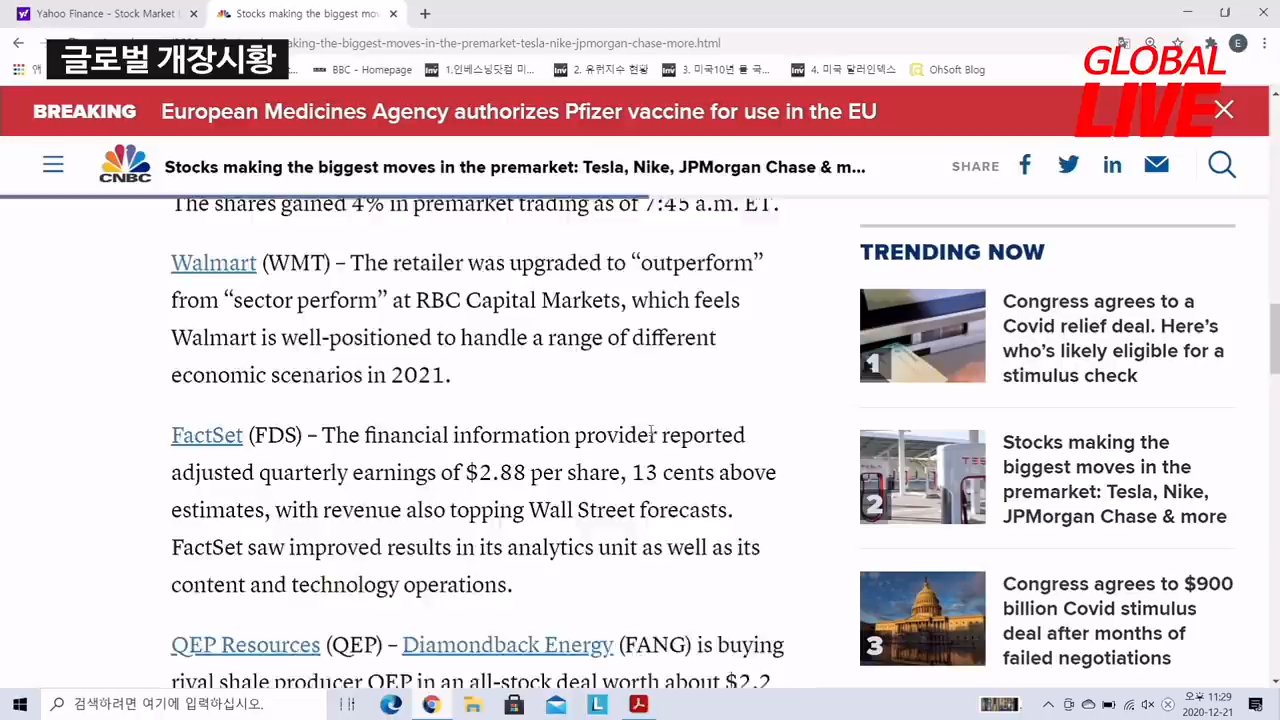 Yahoo Finance - Stock Market
Stocks making the biggest mov
글로벌 개장시황
aking-the-biggest-moves-in-the-premarket-tesla-nike-jpmorgan-chase-more.html
E
BBC - Homepage
1.인베스팅닷컴 미...
2. 유럽지수 현황
3. 미국10년 물 국...
4. 미국 달러인덱스
OhSoft Blog
GLOBAL
LIVE
BREAKING European Medicines Agency authorizes Pfizer vaccine for use in the EU
CNBC
Stocks making the biggest moves in the premarket: Tesla, Nike, JPMorgan Chase & m...
SHARE
The shares gained 4% in premarket trading as of 7:45 a.m. ET.
Walmart (WMT) – The retailer was upgraded to “outperform”
from “sector perform” at RBC Capital Markets, which feels
Walmart is well-positioned to handle a range of different
economic scenarios in 2021.
FactSet (FDS) – The financial information provider reported
adjusted quarterly earnings of $2.88 per share, 13 cents above
estimates, with revenue also topping Wall Street forecasts.
FactSet saw improved results in its analytics unit as well as its
content and technology operations.
QEP Resources (QEP) – Diamondback Energy (FANG) is buying
rival shale producer QEP in an all-stock deal worth about $2.2
TRENDING NOW
1
Congress agrees to a
Covid relief deal. Here’s
who’s likely eligible for a
stimulus check
2
Stocks making the
biggest moves in the
premarket: Tesla, Nike,
JPMorgan Chase & more
3
Congress agrees to $900
billion Covid stimulus
deal after months of
failed negotiations
검색하려면 여기에 입력하십시오.
오후 11:29
2020-12-21